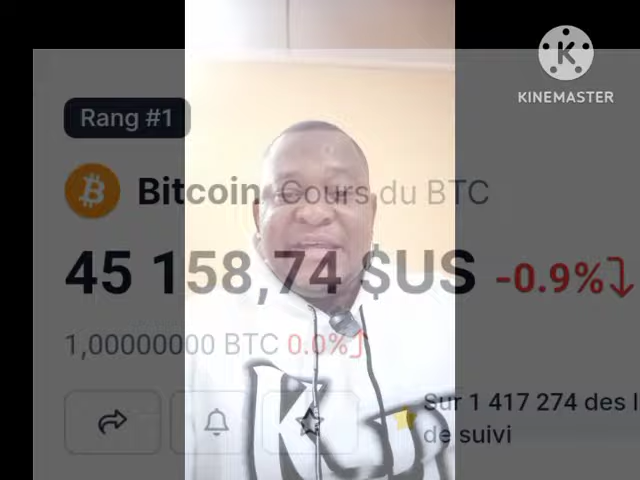 KINEMASTER
Rang #1
Bitcoin Cours du BTC
45 158,74 $US -0.9%
1,00000000 BTC 0.0%
Sur 1 417 274 des l
de suivi